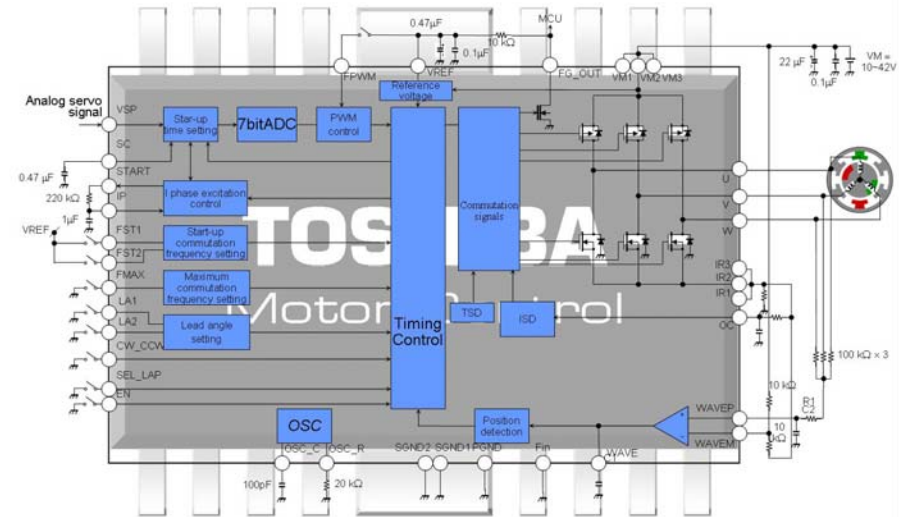 MCU
0.47μF
10 kΩ
0.1μF
FPWM
VREF
FG_OUT
VM1 VM2 VM3
22 μF
0.1μF
VM =
10~42V
Analog servo
signal
VSP
Star-up
time setting
7bitADC
PWM
control
Reference
voltage
SC
START
0.47 μF
IP
220 kΩ
1μF
I phase excitation
control
Commutation
signals
U
V
W
VREF
FST1
FST2
Start-up
commutation
frequency setting
TOSHIBA
FMAX
Maximum
commutation
frequency setting
IR3
IR2
IR1
LA1
LA2
Lead angle
setting
Motor Control
Timing
Control
TSD
ISD
OC
CW_CCW
100 kΩ × 3
SEL_LAP
EN
10 kΩ
R1
C2
WAVEP
10
kΩ
WAVEM
OSC
Position
detection
OSC_C
OSC_R
SGND2
SGND1
PGND
Fin
WAVE
100pF
20 kΩ